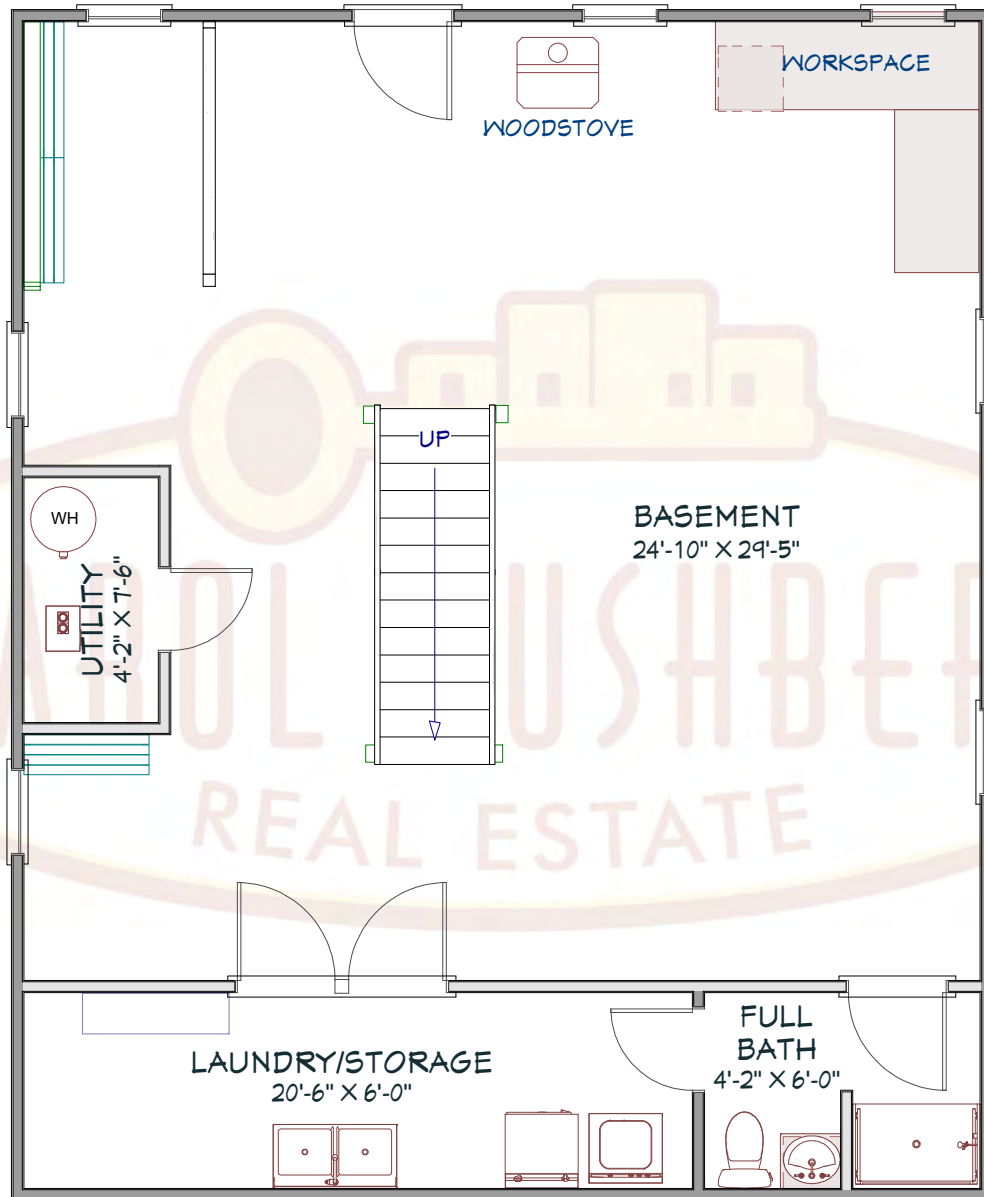 WORKSPACE
WOODSTOVE
UP
BASEMENT
24'-10" X 29'-5"
WH
UTILITY
4'-2" X 7'-6"
REAL ESTATE
FULL
BATH
4'-2" X 6'-0"
LAUNDRY/STORAGE
20'-6" X 6'-0"